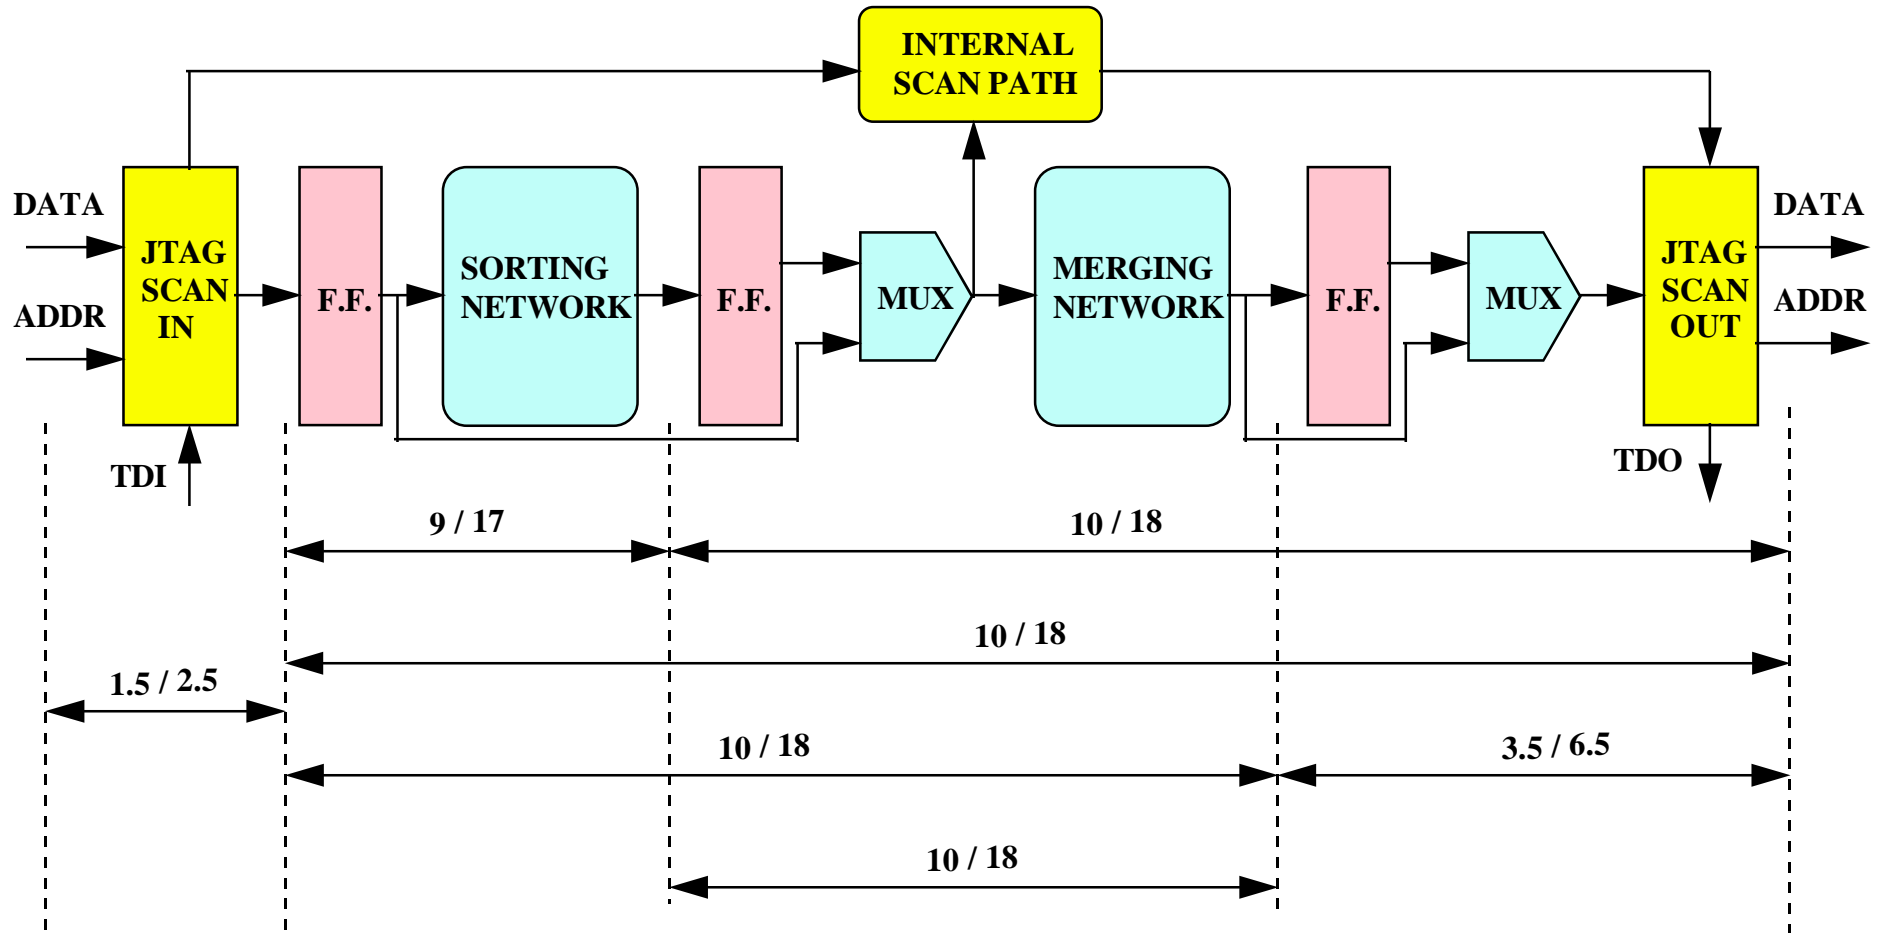 INTERNAL
SCAN PATH
DATA
ADDR
JTAG
SCAN
IN
TDI
F.F.
SORTING
NETWORK
F.F.
MUX
MERGING
NETWORK
F.F.
MUX
JTAG
SCAN
OUT
DATA
ADDR
TDO
9 / 17
10 / 18
10 / 18
1.5 / 2.5
10 / 18
3.5 / 6.5
10 / 18